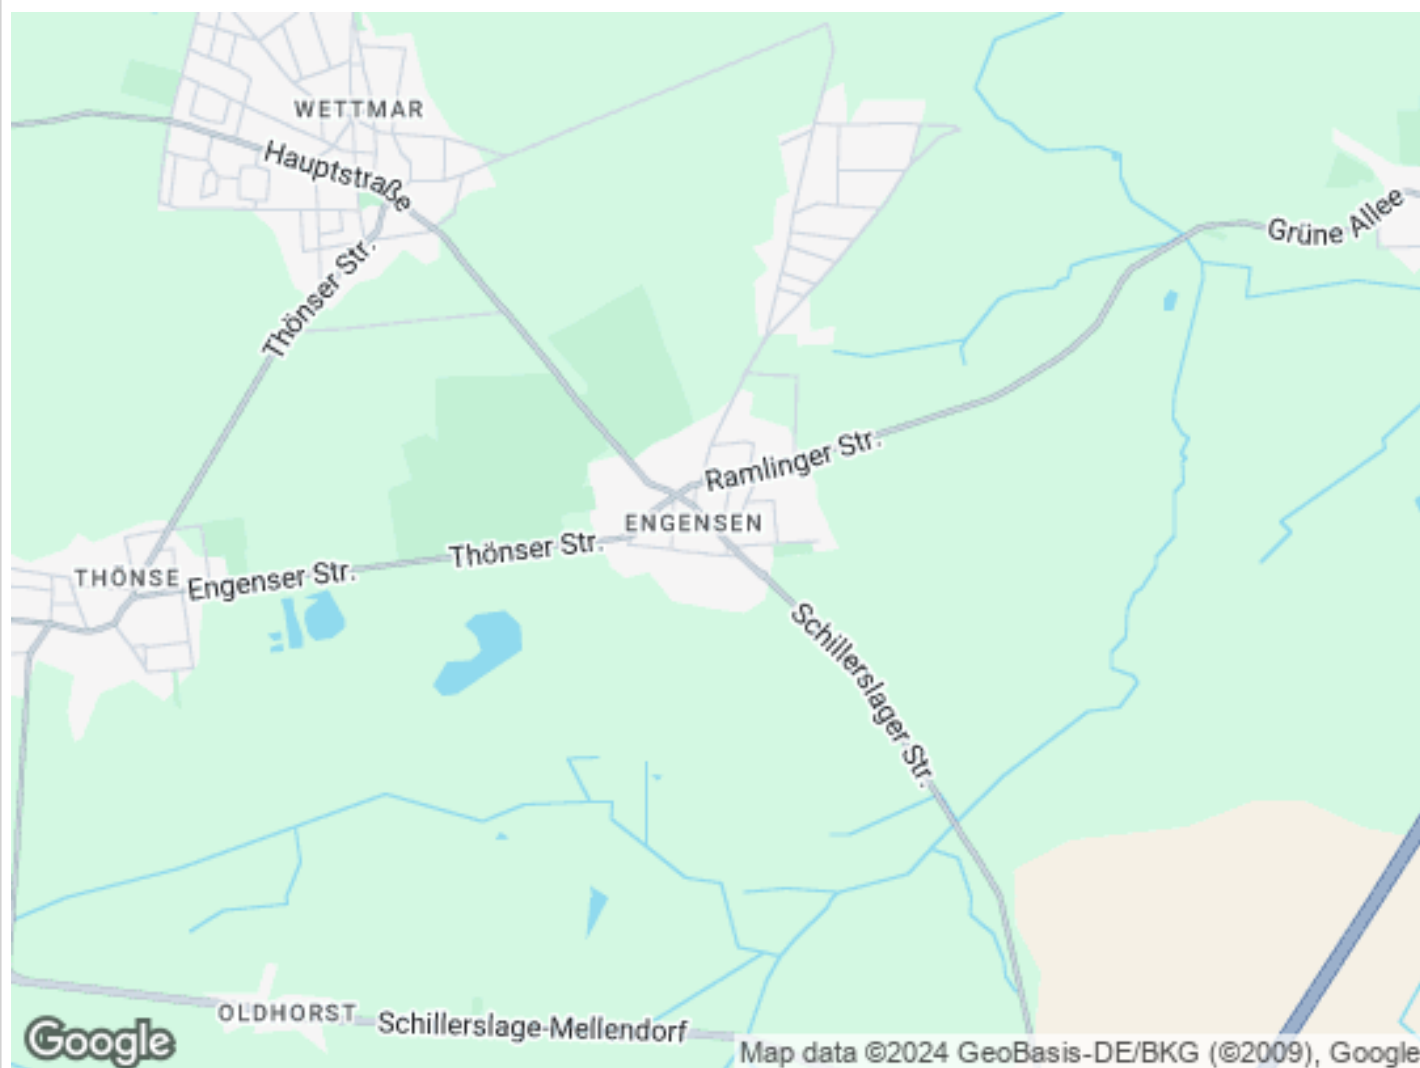 WETTMAR
Hauptstraße
Grüne Allee
Thönser Str.
Ramlinger Str.
ENGENSEN
Thönser Str.
THÖNSE
Engenser Str.
Schillerslager Str.
OLDHORST
Schillerslage-Mellendorf
Google
Map data ©2024 GeoBasis-DE/BKG (©2009), Google